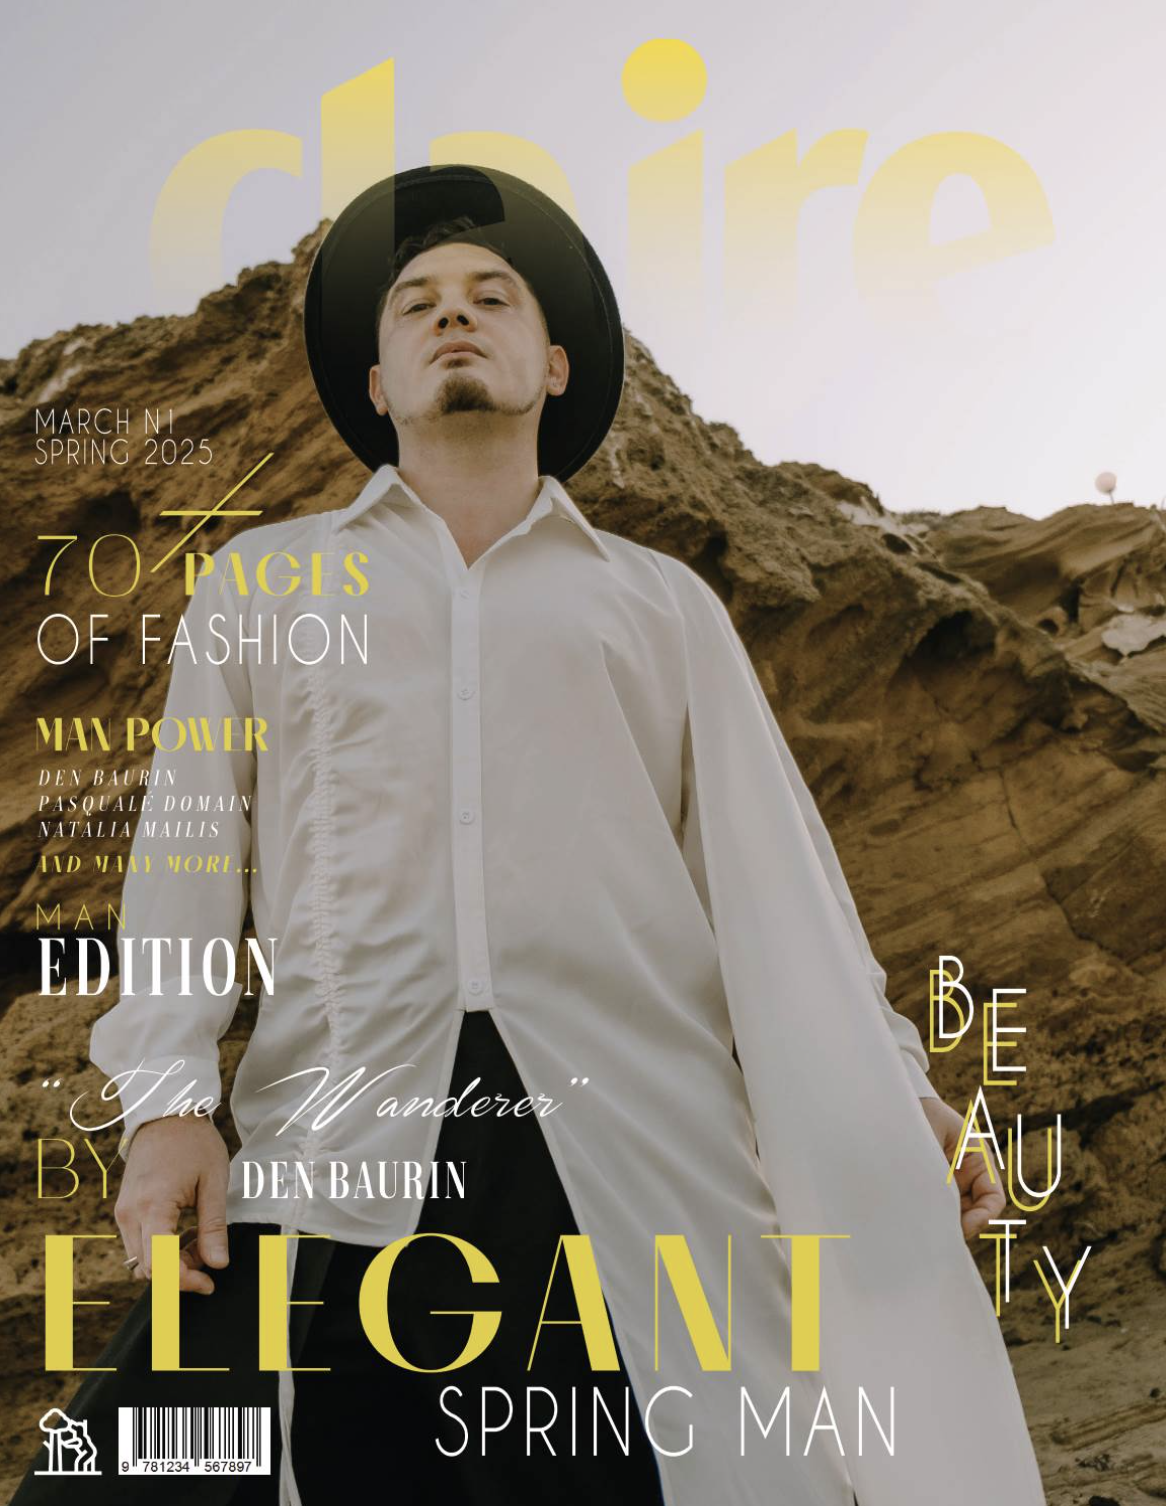 claire
MARCH N1
SPRING 2025
70+ PAGES
OF FASHION
MAN POWER
DEN BAURIN
PASQUALE DOMAIN
NATALIA MAILIS
AND MANY MORE...
MAN
EDITION
"The Wanderer"
BY DEN BAURIN
BEAUTY
ELEGANT
SPRING MAN
9 781234 567897